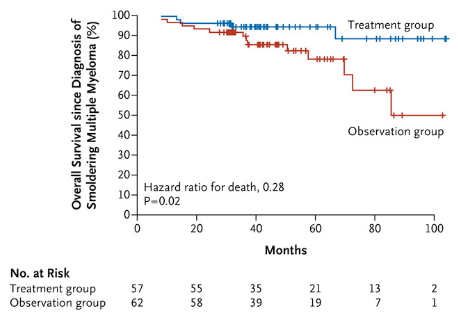 Overall Survival since Diagnosis of
Smoldering Multiple Myeloma (%)
100
90
80
70
60
50
40
30
20
10
0
Treatment group
Observation group
Hazard ratio for death, 0.28
P=0.02
0 20 40 60 80 100
Months
No. at Risk
Treatment group 57 55 35 21 13 2
Observation group 62 58 39 19 7 1